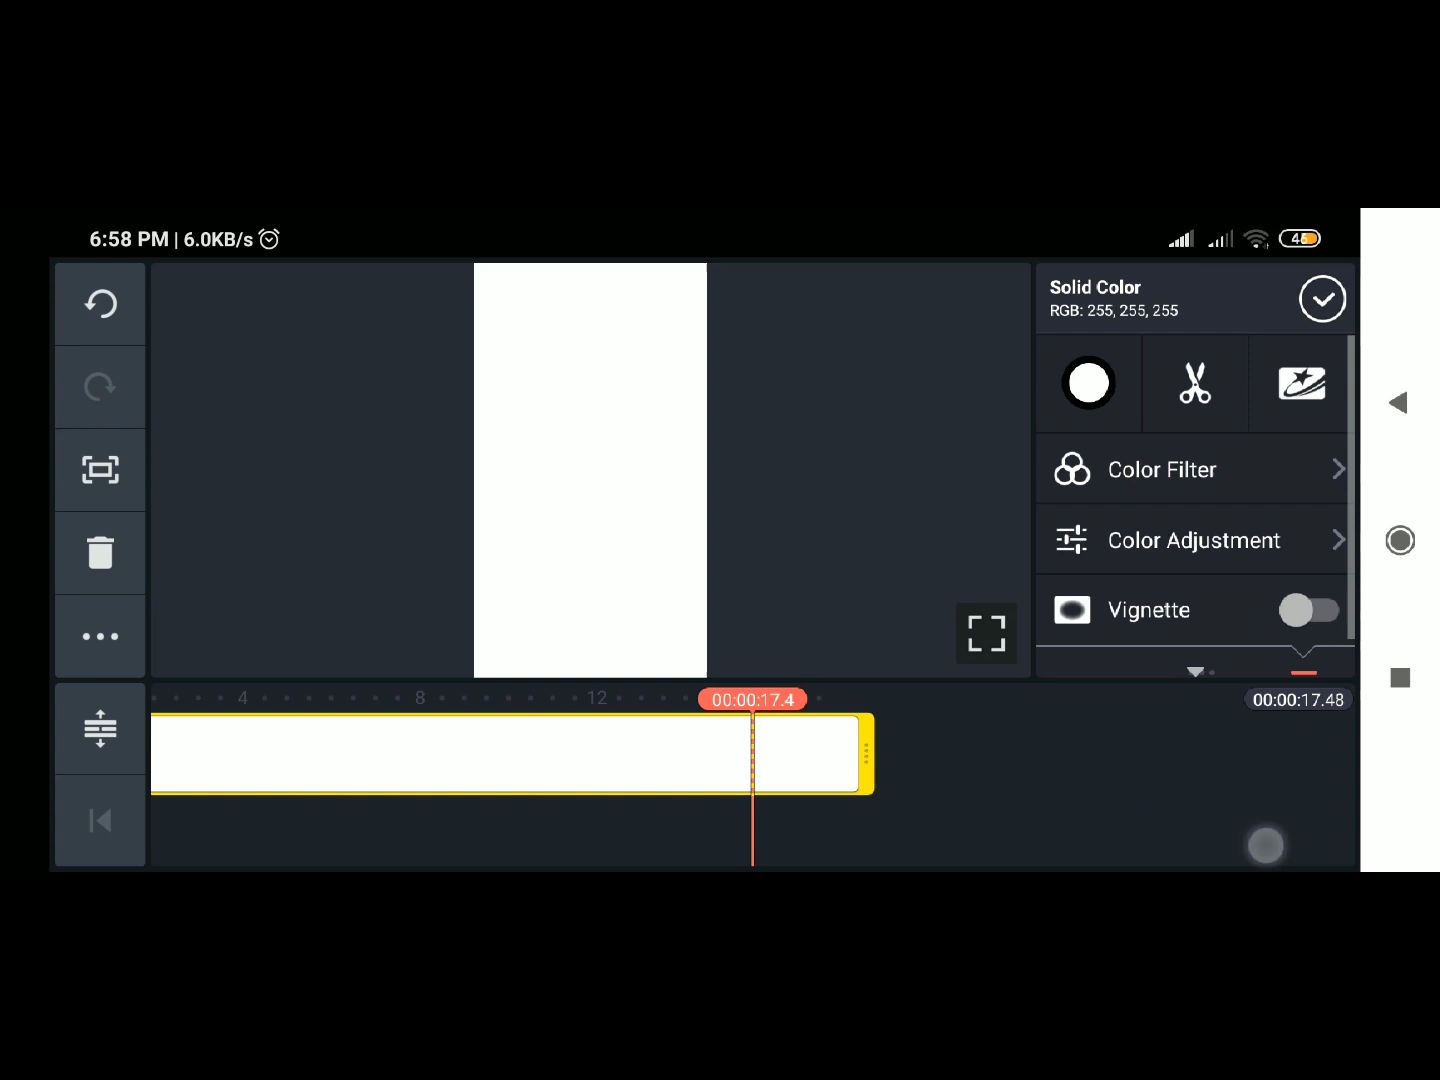 6:58 PM | 6.0KB/s
46
Solid Color
RGB: 255, 255, 255
Color Filter
Color Adjustment
Vignette
4
8
12
00:00:17.4
00:00:17.48